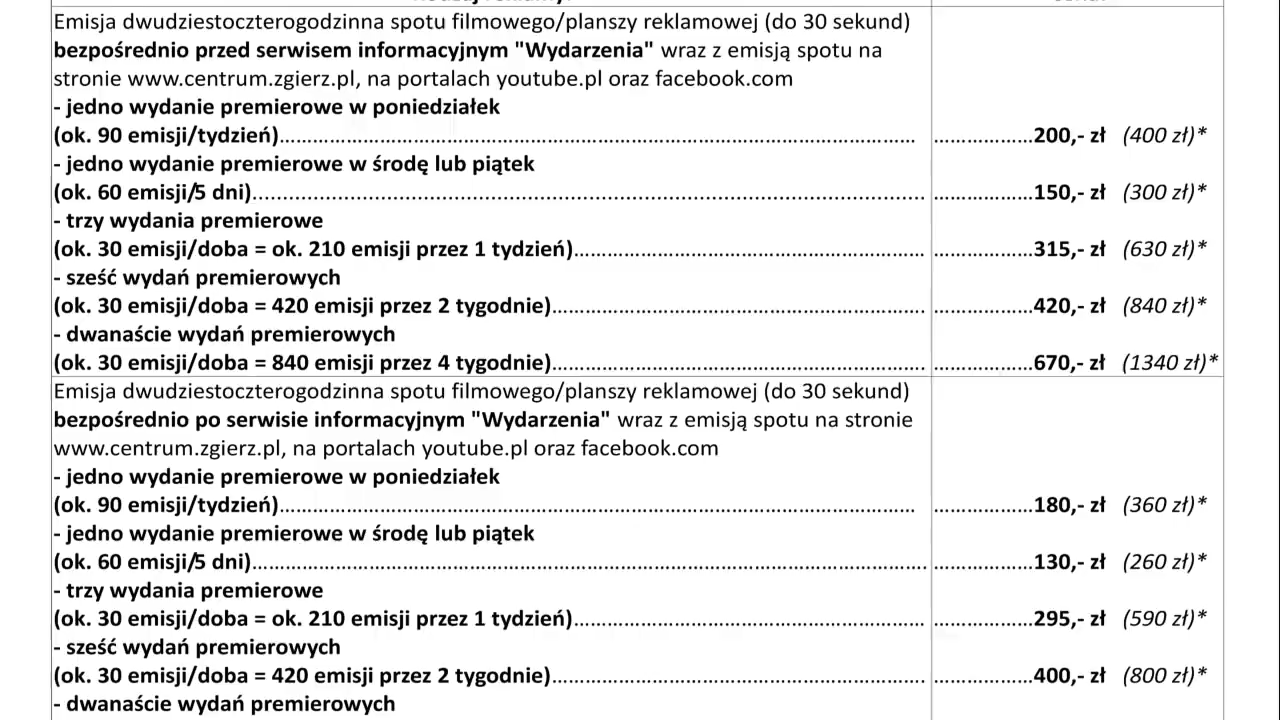 Emisja dwudziestoczterogodzinna spotu filmowego/planszy reklamowej (do 30 sekund)
bezpośrednio przed serwisem informacyjnym "Wydarzenia" wraz z emisją spotu na
stronie www.centrum.zgierz.pl, na portalach youtube.pl oraz facebook.com
- jedno wydanie premierowe w poniedziałek
(ok. 90 emisji/tydzień)........................ ...............200,- zł (400 zł)*
- jedno wydanie premierowe w środę lub piątek
(ok. 60 emisji/5 dni)........................ ...............150,- zł (300 zł)*
- trzy wydania premierowe
(ok. 30 emisji/doba = ok. 210 emisji przez 1 tydzień)........................ ...............315,- zł (630 zł)*
- sześć wydań premierowych
(ok. 30 emisji/doba = 420 emisji przez 2 tygodnie)........................ ...............420,- zł (840 zł)*
- dwanaście wydań premierowych
(ok. 30 emisji/doba = 840 emisji przez 4 tygodnie)........................ ...............670,- zł (1340 zł)*
Emisja dwudziestoczterogodzinna spotu filmowego/planszy reklamowej (do 30 sekund)
bezpośrednio po serwisie informacyjnym "Wydarzenia" wraz z emisją spotu na stronie
www.centrum.zgierz.pl, na portalach youtube.pl oraz facebook.com
- jedno wydanie premierowe w poniedziałek
(ok. 90 emisji/tydzień)........................ ...............180,- zł (360 zł)*
- jedno wydanie premierowe w środę lub piątek
(ok. 60 emisji/5 dni)........................ ...............130,- zł (260 zł)*
- trzy wydania premierowe
(ok. 30 emisji/doba = ok. 210 emisji przez 1 tydzień)........................ ...............295,- zł (590 zł)*
- sześć wydań premierowych
(ok. 30 emisji/doba = 420 emisji przez 2 tygodnie)........................ ...............400,- zł (800 zł)*
- dwanaście wydań premierowych